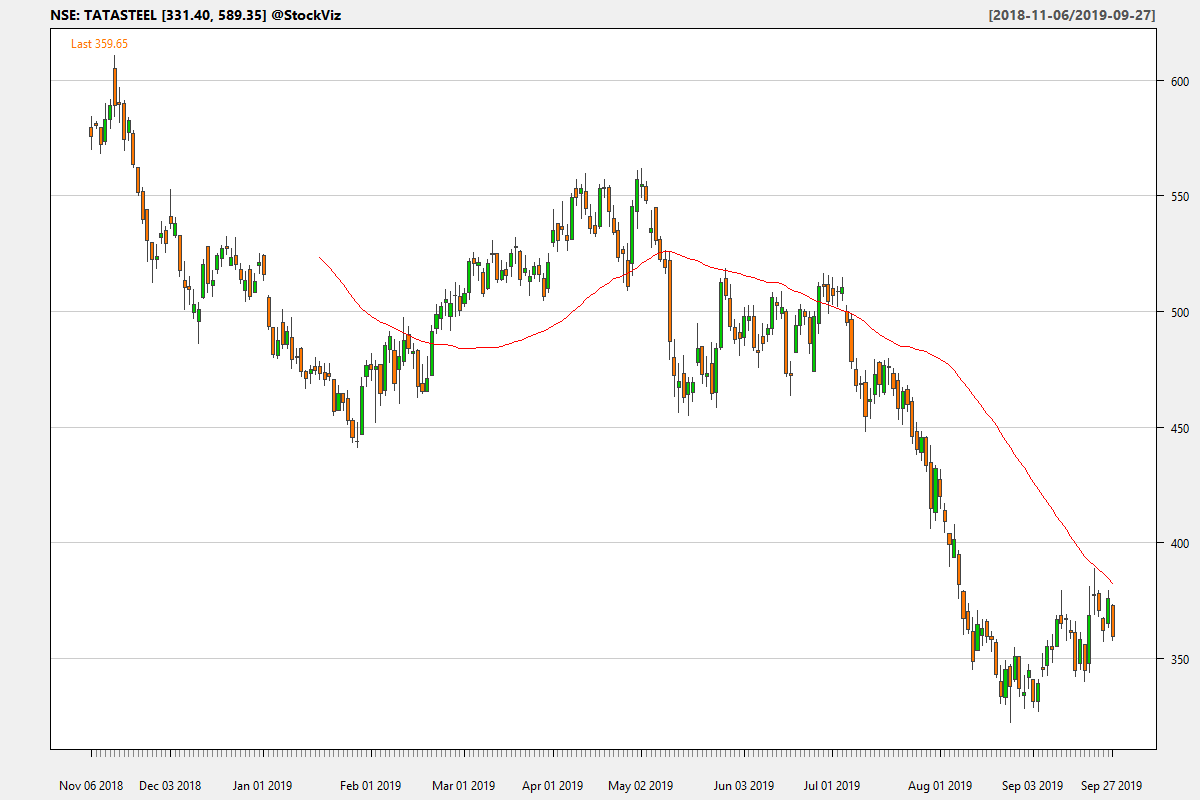 NSE: TATASTEEL [331.40, 589.35] @StockViz [2018-11-06/2019-09-27]
Last 359.65
600
550
500
450
400
350
Nov 06 2018 Dec 03 2018 Jan 01 2019 Feb 01 2019 Mar 01 2019 Apr 01 2019 May 02 2019 Jun 03 2019 Jul 01 2019 Aug 01 2019 Sep 03 2019 Sep 27 2019